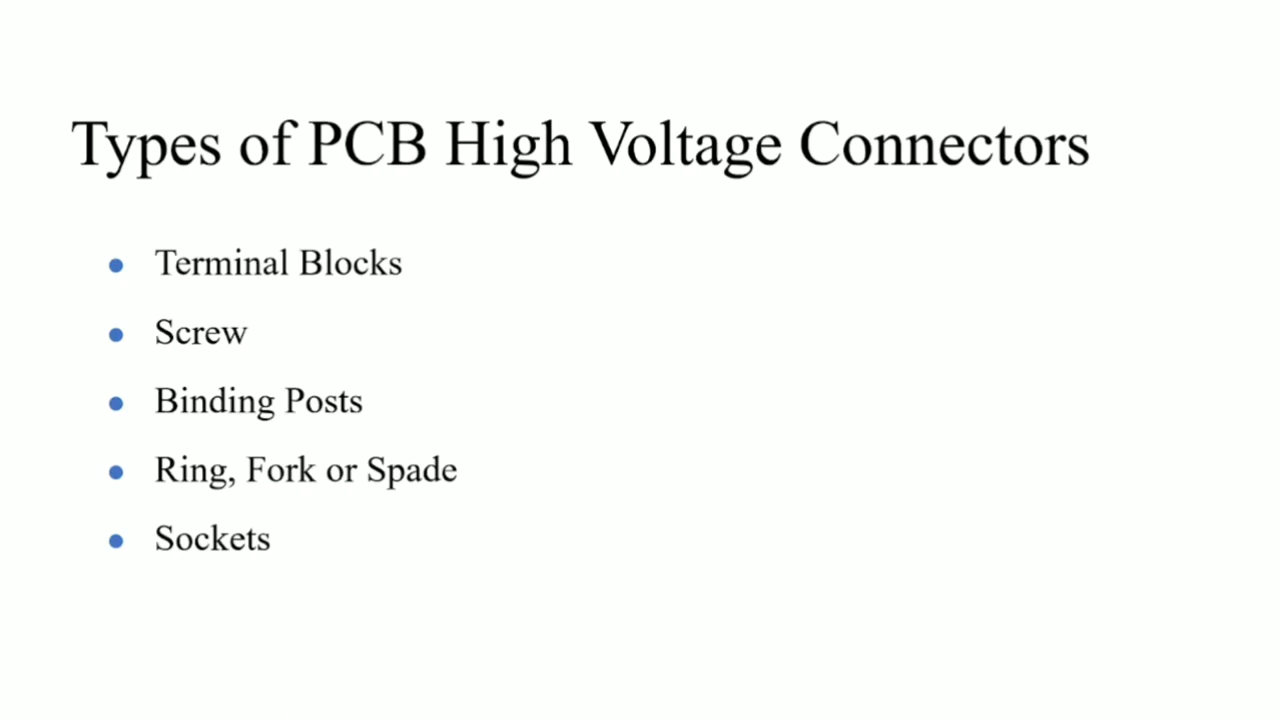 Types of PCB High Voltage Connectors
● Terminal Blocks
● Screw
● Binding Posts
● Ring, Fork or Spade
● Sockets